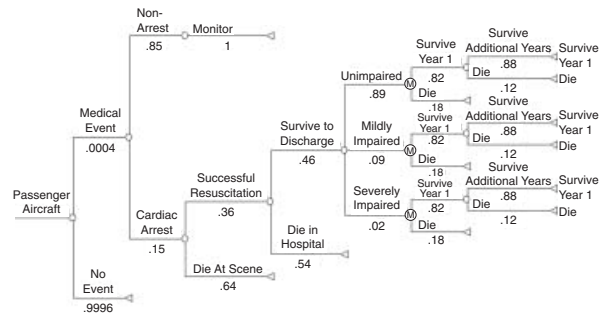 Non-
Arrest
.85
Monitor
1
Medical
Event
.0004
Passenger
Aircraft
No
Event
.9996
Cardiac
Arrest
.15
Successful
Resuscitation
.36
Die At Scene
.64
Survive to
Discharge
.46
Die in
Hospital
.54
Unimpaired
.89
Mildly
Impaired
.09
Severely
Impaired
.02
M
Survive
Year 1
.82
Die
.18
Survive
Additional Years
.88
Die
.12
Survive
Year 1
Die
M
Survive
Year 1
.82
Die
.18
Survive
Additional Years
.88
Die
.12
Survive
Year 1
Die
M
Survive
Year 1
.82
Die
.18
Survive
Additional Years
.88
Die
.12
Survive
Year 1
Die